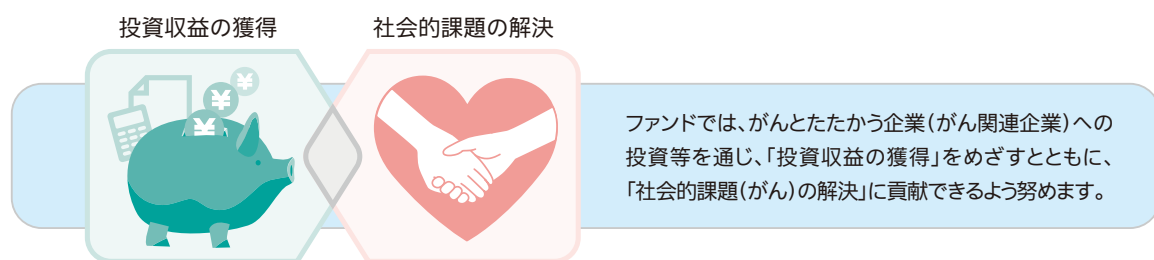 投資収益の獲得
社会的課題の解決
¥
¥
¥
ファンドでは、がんとたたかう企業(がん関連企業)への
投資等を通じ、「投資収益の獲得」をめざすとともに、
「社会的課題(がん)の解決」に貢献できるよう努めます。